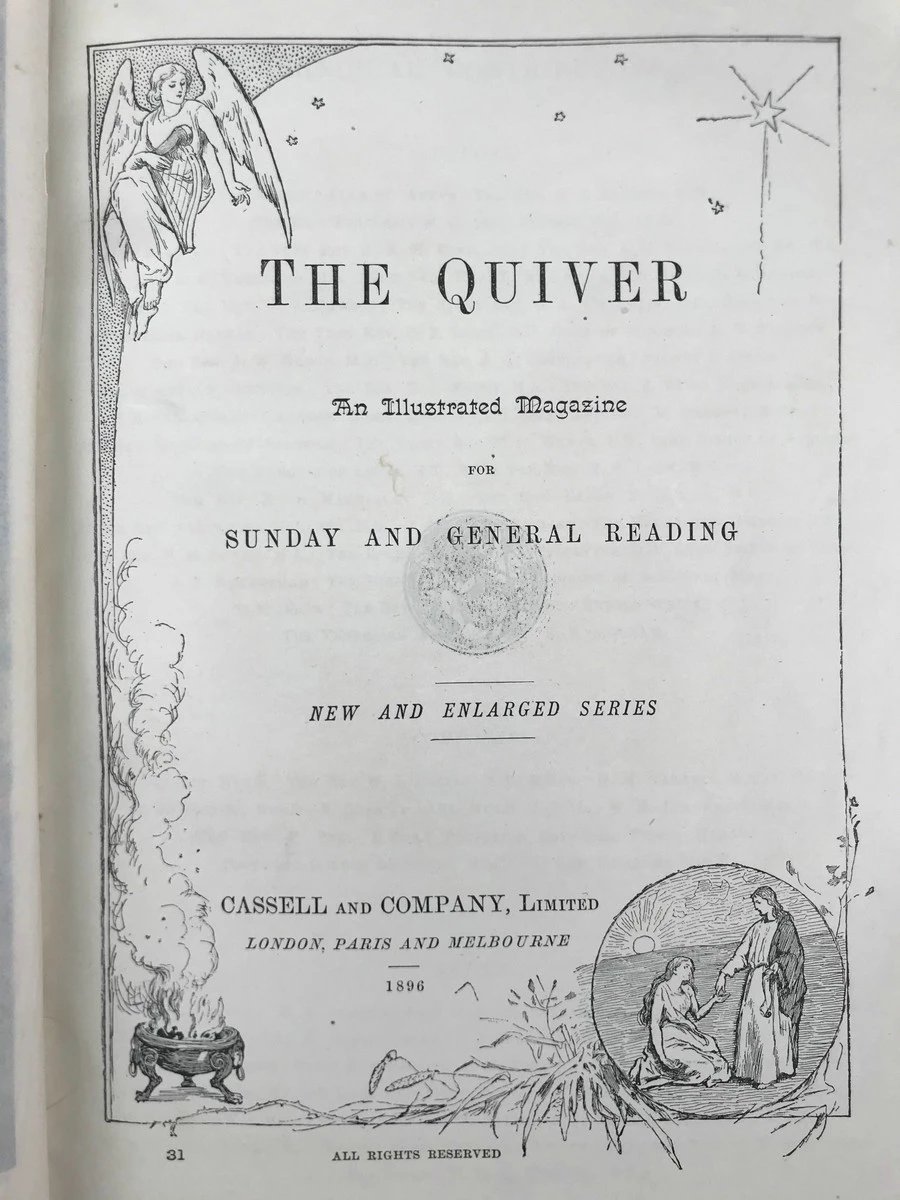 THE QUIVER
An Illustrated Magazine
FOR
SUNDAY AND GENERAL READING
NEW AND ENLARGED SERIES
CASSELL AND COMPANY, LIMITED
LONDON, PARIS AND MELBOURNE
1896
31 ALL RIGHTS RESERVED